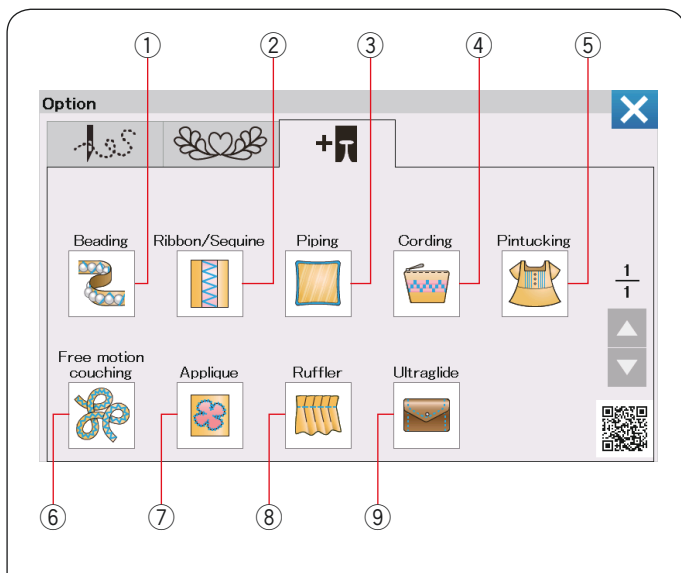 ① ② ③ ④ ⑤
Option
Beading Ribbon/Sequine Piping Cording Pintucking
1
1
Free motion
couching Applique Ruffler Ultraglide
⑥ ⑦ ⑧ ⑨